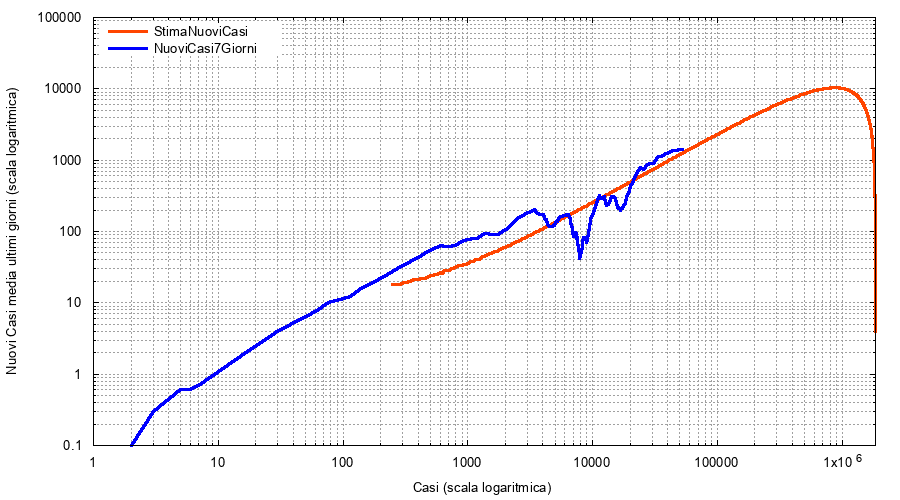 100000
10000
1000
100
10
1
0.1
StimaNuoviCasi
NuoviCasi7Giorni
Nuovi Casi media ultimi giorni (scala logaritmica)
1
10
100
1000
10000
100000
1x10 6
Casi (scala logaritmica)